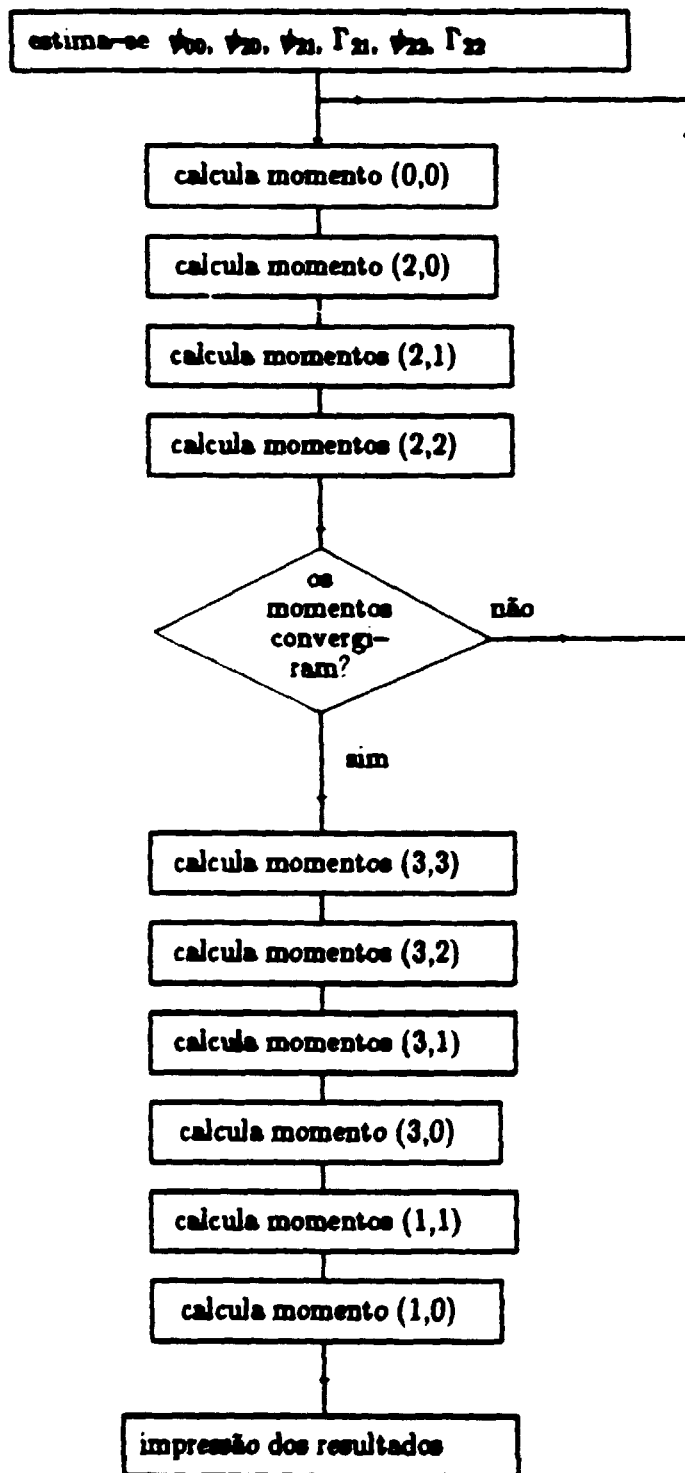 estima-se ψ00, ψ20, ψ21, Γ21, ψ22, Γ22
calcula momento (0,0)
calcula momento (2,0)
calcula momentos (2,1)
calcula momentos (2,2)
os
momentos
convergi-
ram?
não
sim
calcula momentos (3,3)
calcula momentos (3,2)
calcula momentos (3,1)
calcula momento (3,0)
calcula momentos (1,1)
calcula momento (1,0)
impressão dos resultados